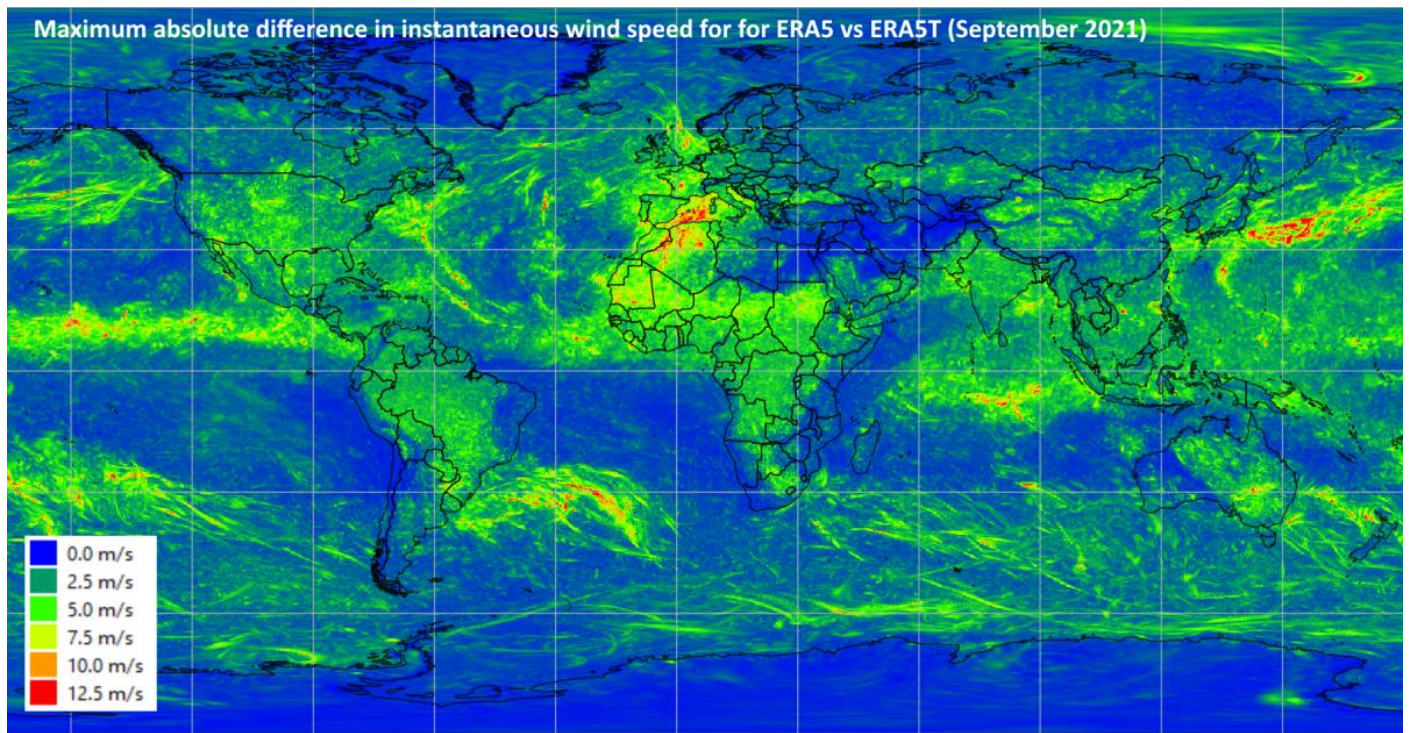 Maximum absolute difference in instantaneous wind speed for for ERA5 vs ERA5T (September 2021)
0.0 m/s
2.5 m/s
5.0 m/s
7.5 m/s
10.0 m/s
12.5 m/s